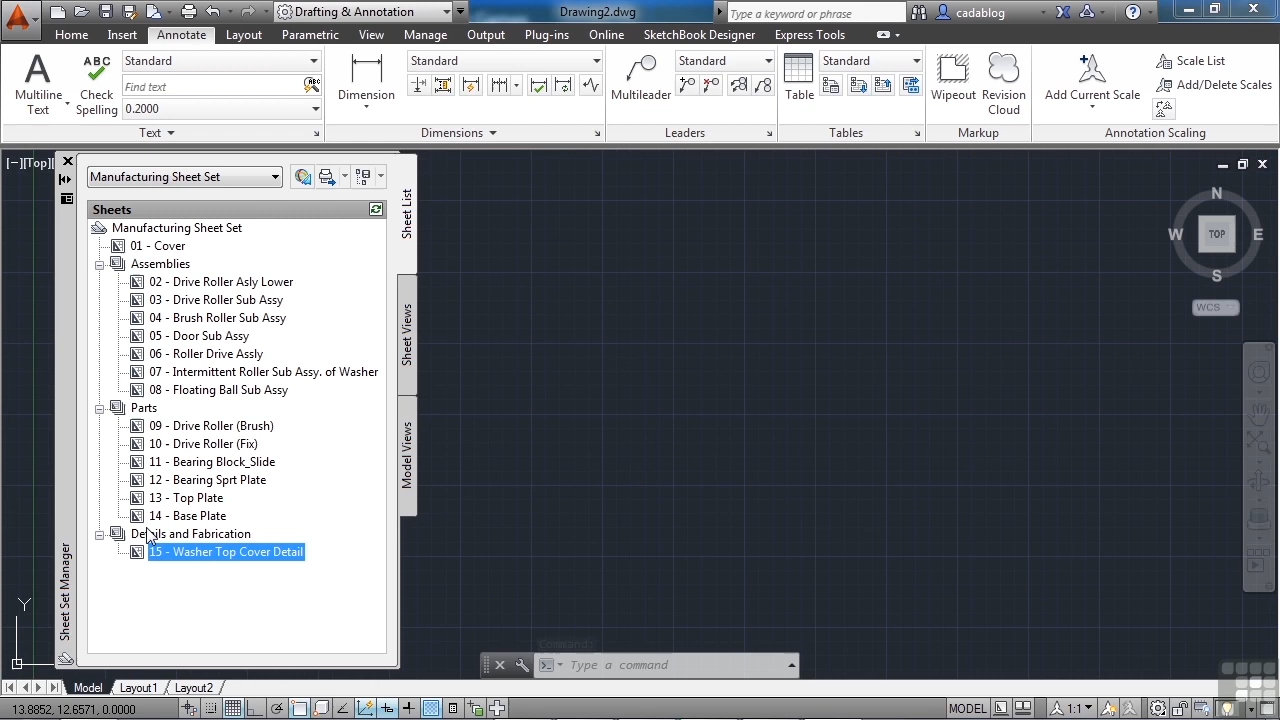 Drafting & Annotation
Drawing2.dwg
Type a keyword or phrase
cadablog
Home
Insert
Annotate
Layout
Parametric
View
Manage
Output
Plug-ins
Online
SketchBook Designer
Express Tools
A
Multiline
Text
ABC
Check
Spelling
Standard
Find text
0.2000
Text
Dimension
Standard
Dimensions
Multileader
Standard
Leaders
Table
Standard
Tables
Wipeout
Revision
Cloud
Markup
Add Current Scale
Scale List
Add/Delete Scales
Annotation Scaling
[−][Top][
Manufacturing Sheet Set
Sheets
Manufacturing Sheet Set
01 - Cover
Assemblies
02 - Drive Roller Asly Lower
03 - Drive Roller Sub Assy
04 - Brush Roller Sub Assy
05 - Door Sub Assy
06 - Roller Drive Assly
07 - Intermittent Roller Sub Assy. of Washer
08 - Floating Ball Sub Assy
Parts
09 - Drive Roller (Brush)
10 - Drive Roller (Fix)
11 - Bearing Block_Slide
12 - Bearing Sprt Plate
13 - Top Plate
14 - Base Plate
Details and Fabrication
15 - Washer Top Cover Detail
Sheet List
Sheet Views
Model Views
Sheet Set Manager
N
W
TOP
E
S
WCS
Y
Command:
Type a command
Model
Layout1
Layout2
13.8852, 12.6571, 0.0000
MODEL
1:1